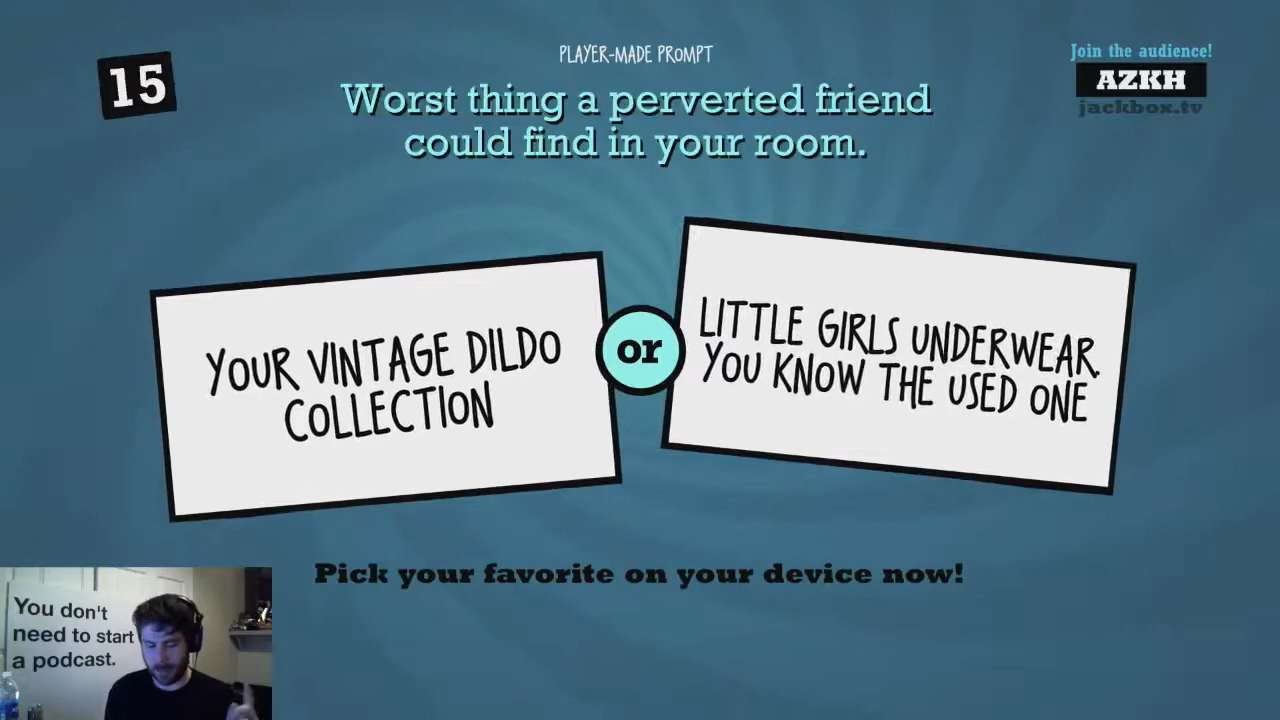 15
PLAYER-MADE PROMPT
Worst thing a perverted friend
could find in your room.
Join the audience!
AZKH
jackbox.tv
YOUR VINTAGE DILDO
COLLECTION
or
LITTLE GIRLS UNDERWEAR.
YOU KNOW THE USED ONE
Pick your favorite on your device now!
You don't
need to start
a podcast.